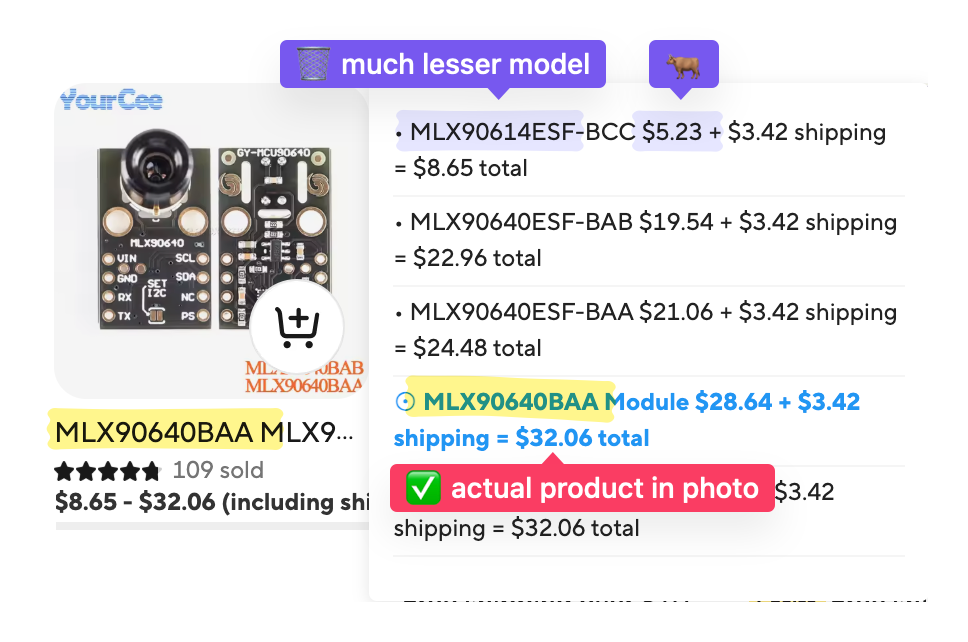 🗑️ much lesser model
🐂
YourCee
GY-MCU90640
MLX90640
VIN
GND
RX
TX
SET
I2C
SCL
SDA
NC
PS
MLX90640BAA
MLX90640BAA MLX9...
109 sold
$8.65 - $32.06 (including shi
• MLX90614ESF-BCC $5.23 + $3.42 shipping
= $8.65 total
• MLX90640ESF-BAB $19.54 + $3.42 shipping
= $22.96 total
• MLX90640ESF-BAA $21.06 + $3.42 shipping
= $24.48 total
MLX90640BAA Module $28.64 + $3.42
shipping = $32.06 total
✅ actual product in photo
$3.42
shipping = $32.06 total